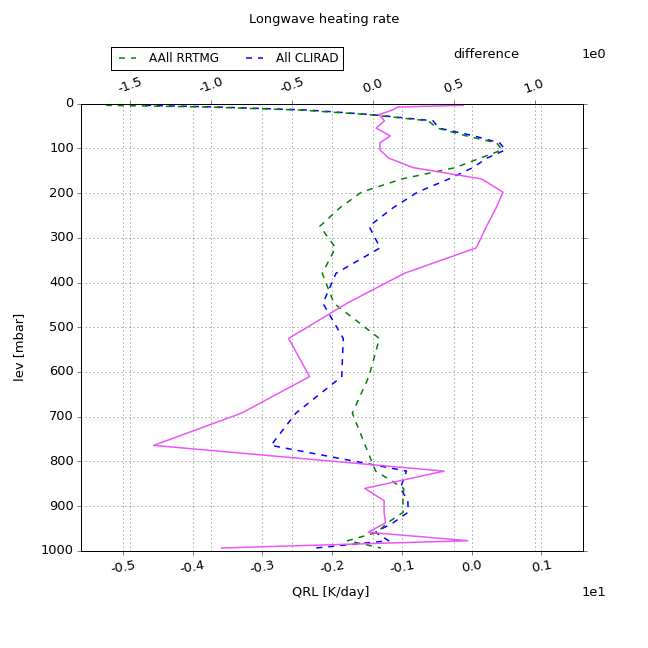 Longwave heating rate
AAll RRTMG All CLIRAD
difference 1e0
-1.5 -1.0 -0.5 0.0 0.5 1.0
0
100
200
300
400
500
600
700
800
900
1000
lev [mbar]
-0.5 -0.4 -0.3 -0.2 -0.1 0.0 0.1
QRL [K/day] 1e1